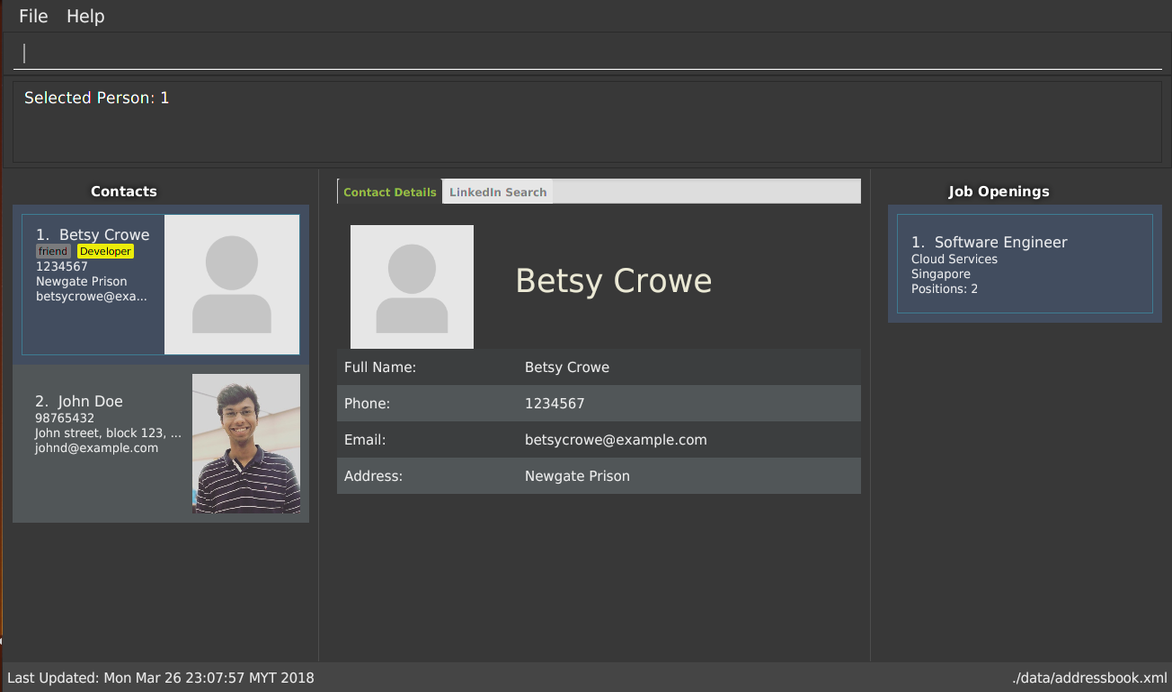 File Help
Selected Person: 1
Contacts
1. Betsy Crowe
friend Developer
1234567
Newgate Prison
betsycrowe@exa...
2. John Doe
98765432
John street, block 123, ...
johnd@example.com
Contact Details LinkedIn Search
Betsy Crowe
Full Name: Betsy Crowe
Phone: 1234567
Email: betsycrowe@example.com
Address: Newgate Prison
Job Openings
1. Software Engineer
Cloud Services
Singapore
Positions: 2
Last Updated: Mon Mar 26 23:07:57 MYT 2018
./data/addressbook.xml